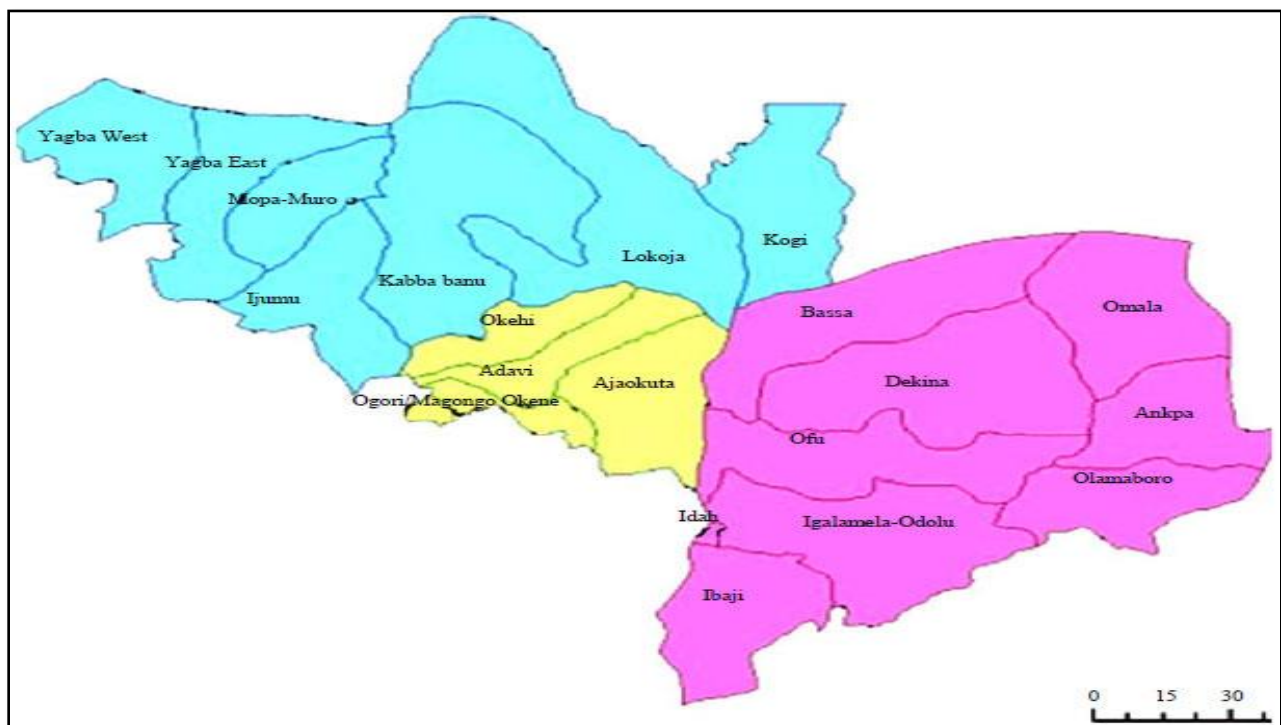 Yagba West
Yagba East
Mopa-Muro
Kogi
Lokoja
Kabba banu
Ijumu
Bassa
Omala
Okehi
Adavi
Ajaokuta
Dekina
Ogori/Magongo Okene
Ankpa
Ofu
Olamaboro
Idah
Igalamela-Odolu
Ibaji
0 15 30